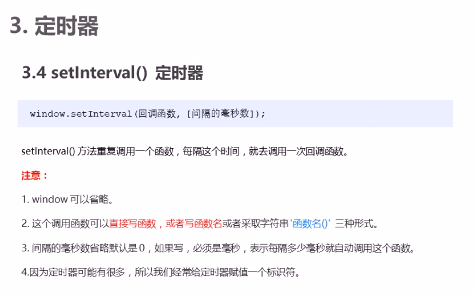 3. 定时器
3.4 setInterval() 定时器
window.setInterval(回调函数, [间隔的毫秒数]);
setInterval() 方法重复调用一个函数，每隔这个时间，就去调用一次回调函数。
注意：
1. window 可以省略。
2. 这个调用函数可以直接写函数，或者写函数名或者采取字符串 '函数名()' 三种形式。
3. 间隔的毫秒数省略默认是 0，如果写，必须是毫秒，表示每隔多少毫秒就自动调用这个函数。
4.因为定时器可能有很多，所以我们经常给定时器赋值一个标识符。